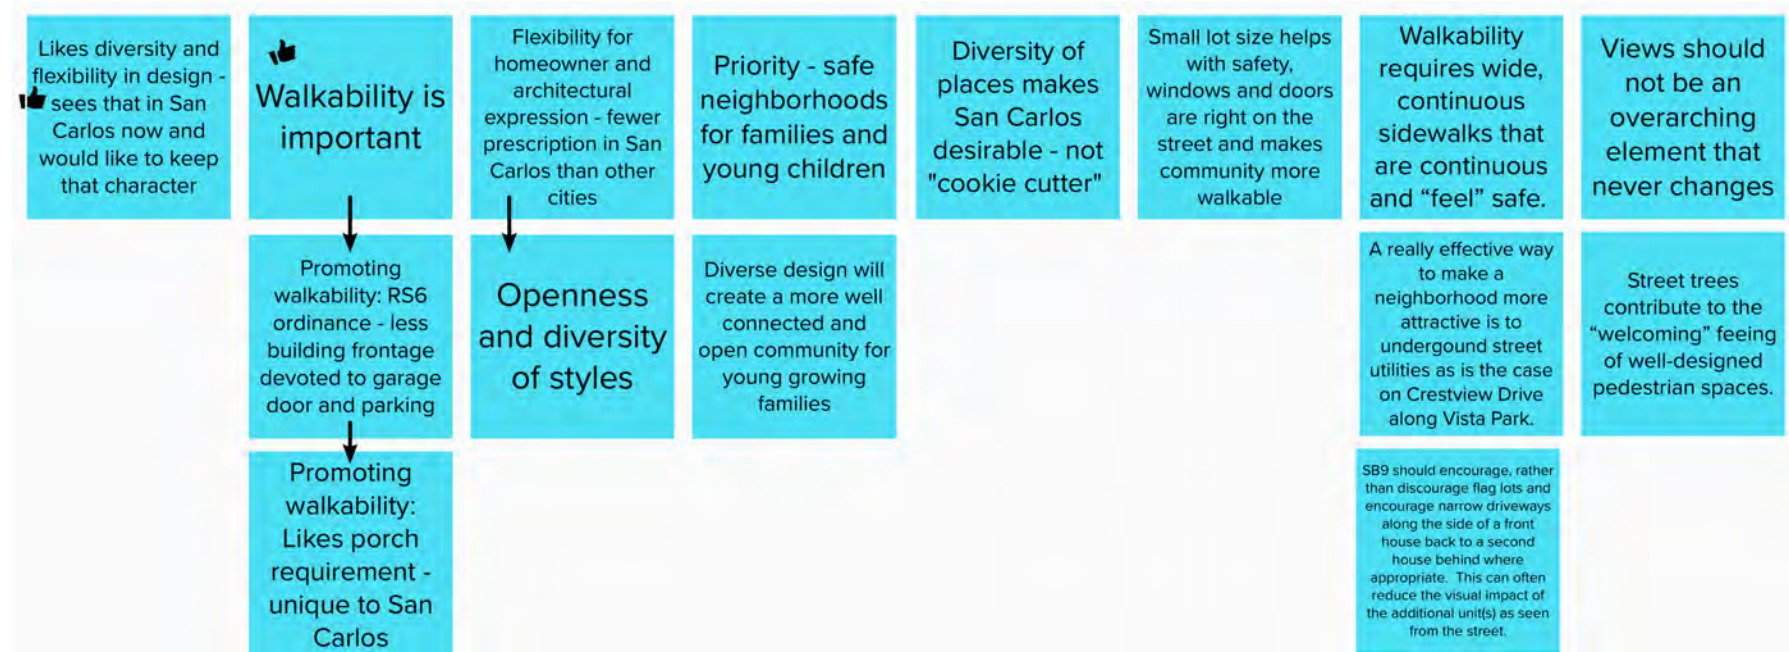 Likes diversity and
flexibility in design -
sees that in San
Carlos now and
would like to keep
that character
Walkability is
important
Flexibility for
homeowner and
architectural
expression - fewer
prescription in San
Carlos than other
cities
Priority - safe
neighborhoods
for families and
young children
Diversity of
places makes
San Carlos
desirable - not
"cookie cutter"
Small lot size helps
with safety,
windows and doors
are right on the
street and makes
community more
walkable
Walkability
requires wide,
continuous
sidewalks that
are continuous
and “feel” safe.
Views should
not be an
overarching
element that
never changes
Promoting
walkability: RS6
ordinance - less
building frontage
devoted to garage
door and parking
Openness
and diversity
of styles
Diverse design will
create a more well
connected and
open community for
young growing
families
A really effective way
to make a
neighborhood more
attractive is to
undergound street
utilities as is the case
on Crestview Drive
along Vista Park.
Street trees
contribute to the
“welcoming” feeing
of well-designed
pedestrian spaces.
Promoting
walkability:
Likes porch
requirement -
unique to San
Carlos
SB9 should encourage, rather
than discourage flag lots and
encourage narrow driveways
along the side of a front
house back to a second
house behind where
appropriate. This can often
reduce the visual impact of
the additional unit(s) as seen
from the street.